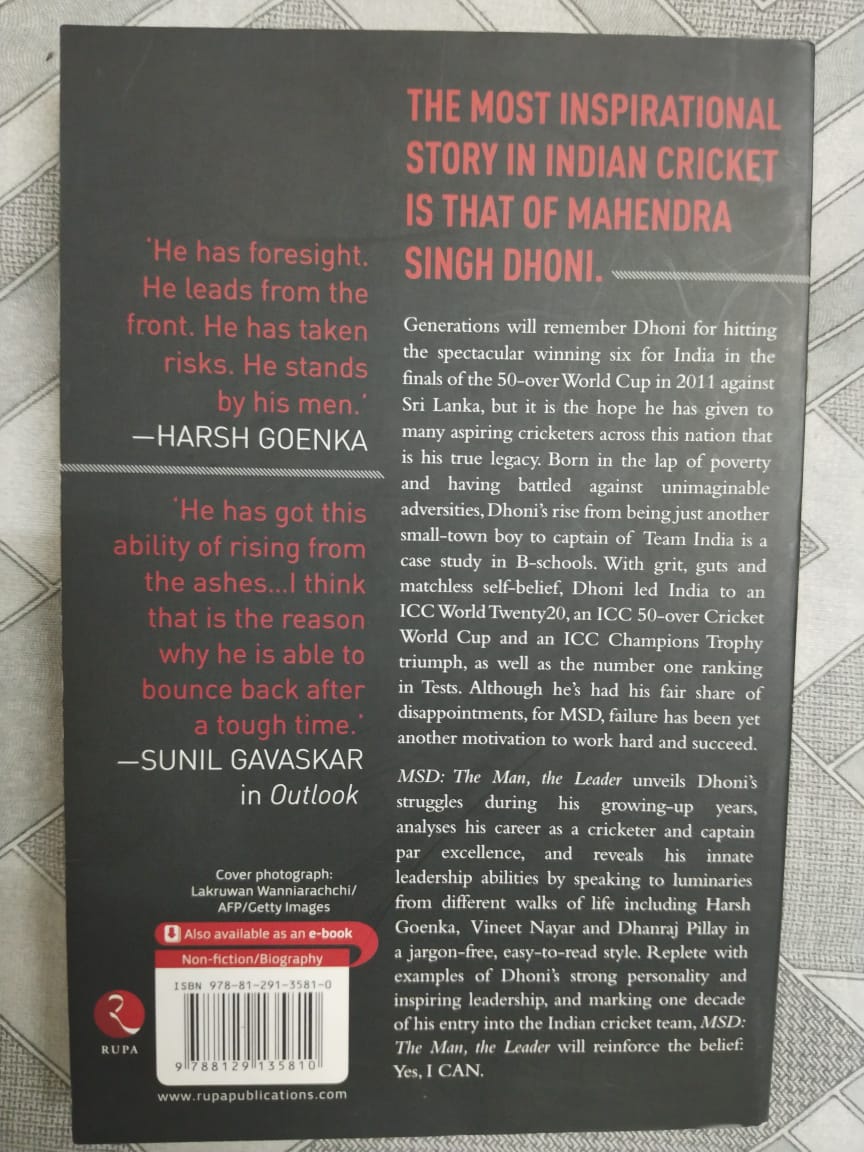 THE MOST INSPIRATIONAL
STORY IN INDIAN CRICKET
IS THAT OF MAHENDRA
SINGH DHONI.
'He has foresight.
He leads from the
front. He has taken
risks. He stands
by his men.'
—HARSH GOENKA
'He has got this
ability of rising from
the ashes...I think
that is the reason
why he is able to
bounce back after
a tough time.'
—SUNIL GAVASKAR
in Outlook
Generations will remember Dhoni for hitting
the spectacular winning six for India in the
finals of the 50-over World Cup in 2011 against
Sri Lanka, but it is the hope he has given to
many aspiring cricketers across this nation that
is his true legacy. Born in the lap of poverty
and having battled against unimaginable
adversities, Dhoni's rise from being just another
small-town boy to captain of Team India is a
case study in B-schools. With grit, guts and
matchless self-belief, Dhoni led India to an
ICC World Twenty20, an ICC 50-over Cricket
World Cup and an ICC Champions Trophy
triumph, as well as the number one ranking
in Tests. Although he's had his fair share of
disappointments, for MSD, failure has been yet
another motivation to work hard and succeed.
MSD: The Man, the Leader unveils Dhoni's
struggles during his growing-up years,
analyses his career as a cricketer and captain
par excellence, and reveals his innate
leadership abilities by speaking to luminaries
from different walks of life including Harsh
Goenka, Vineet Nayar and Dhanraj Pillay in
a jargon-free, easy-to-read style. Replete with
examples of Dhoni's strong personality and
inspiring leadership, and marking one decade
of his entry into the Indian cricket team, MSD:
The Man, the Leader will reinforce the belief:
Yes, I CAN.
Cover photograph:
Lakruwan Wanniarachchi/
AFP/Getty Images
Also available as an e-book
Non-fiction/Biography
ISBN 978-81-291-3581-0
9 788129 135810
RUPA
www.rupapublications.com